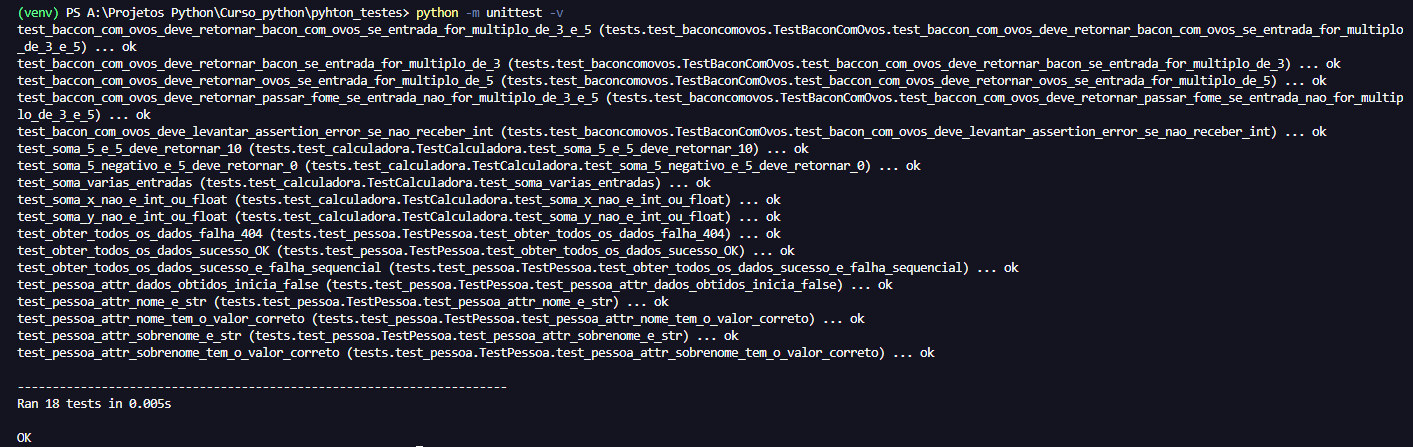 (venv) PS A:\Projetos Python\Curso_python\pyhton_testes> python -m unittest -v
test_baccon_com_ovos_deve_retornar_bacon_com_ovos_se_entrada_for_multiplo_de_3_e_5 (tests.test_baconcomovos.TestBaconComOvos.test_baccon_com_ovos_deve_retornar_bacon_com_ovos_se_entrada_for_multiplo
_de_3_e_5) ... ok
test_baccon_com_ovos_deve_retornar_bacon_se_entrada_for_multiplo_de_3 (tests.test_baconcomovos.TestBaconComOvos.test_baccon_com_ovos_deve_retornar_bacon_se_entrada_for_multiplo_de_3) ... ok
test_baccon_com_ovos_deve_retornar_ovos_se_entrada_for_multiplo_de_5 (tests.test_baconcomovos.TestBaconComOvos.test_baccon_com_ovos_deve_retornar_ovos_se_entrada_for_multiplo_de_5) ... ok
test_baccon_com_ovos_deve_retornar_passar_fome_se_entrada_nao_for_multiplo_de_3_e_5 (tests.test_baconcomovos.TestBaconComOvos.test_baccon_com_ovos_deve_retornar_passar_fome_se_entrada_nao_for_multip
lo_de_3_e_5) ... ok
test_bacon_com_ovos_deve_levantar_assertion_error_se_nao_receber_int (tests.test_baconcomovos.TestBaconComOvos.test_bacon_com_ovos_deve_levantar_assertion_error_se_nao_receber_int) ... ok
test_soma_5_e_5_deve_retornar_10 (tests.test_calculadora.TestCalculadora.test_soma_5_e_5_deve_retornar_10) ... ok
test_soma_5_negativo_e_5_deve_retornar_0 (tests.test_calculadora.TestCalculadora.test_soma_5_negativo_e_5_deve_retornar_0) ... ok
test_soma_varias_entradas (tests.test_calculadora.TestCalculadora.test_soma_varias_entradas) ... ok
test_soma_x_nao_e_int_ou_float (tests.test_calculadora.TestCalculadora.test_soma_x_nao_e_int_ou_float) ... ok
test_soma_y_nao_e_int_ou_float (tests.test_calculadora.TestCalculadora.test_soma_y_nao_e_int_ou_float) ... ok
test_obter_todos_os_dados_falha_404 (tests.test_pessoa.TestPessoa.test_obter_todos_os_dados_falha_404) ... ok
test_obter_todos_os_dados_sucesso_OK (tests.test_pessoa.TestPessoa.test_obter_todos_os_dados_sucesso_OK) ... ok
test_obter_todos_os_dados_sucesso_e_falha_sequencial (tests.test_pessoa.TestPessoa.test_obter_todos_os_dados_sucesso_e_falha_sequencial) ... ok
test_pessoa_attr_dados_obtidos_inicia_false (tests.test_pessoa.TestPessoa.test_pessoa_attr_dados_obtidos_inicia_false) ... ok
test_pessoa_attr_nome_e_str (tests.test_pessoa.TestPessoa.test_pessoa_attr_nome_e_str) ... ok
test_pessoa_attr_nome_tem_o_valor_correto (tests.test_pessoa.TestPessoa.test_pessoa_attr_nome_tem_o_valor_correto) ... ok
test_pessoa_attr_sobrenome_e_str (tests.test_pessoa.TestPessoa.test_pessoa_attr_sobrenome_e_str) ... ok
test_pessoa_attr_sobrenome_tem_o_valor_correto (tests.test_pessoa.TestPessoa.test_pessoa_attr_sobrenome_tem_o_valor_correto) ... ok
----------------------------------------------------------------------
Ran 18 tests in 0.005s
OK